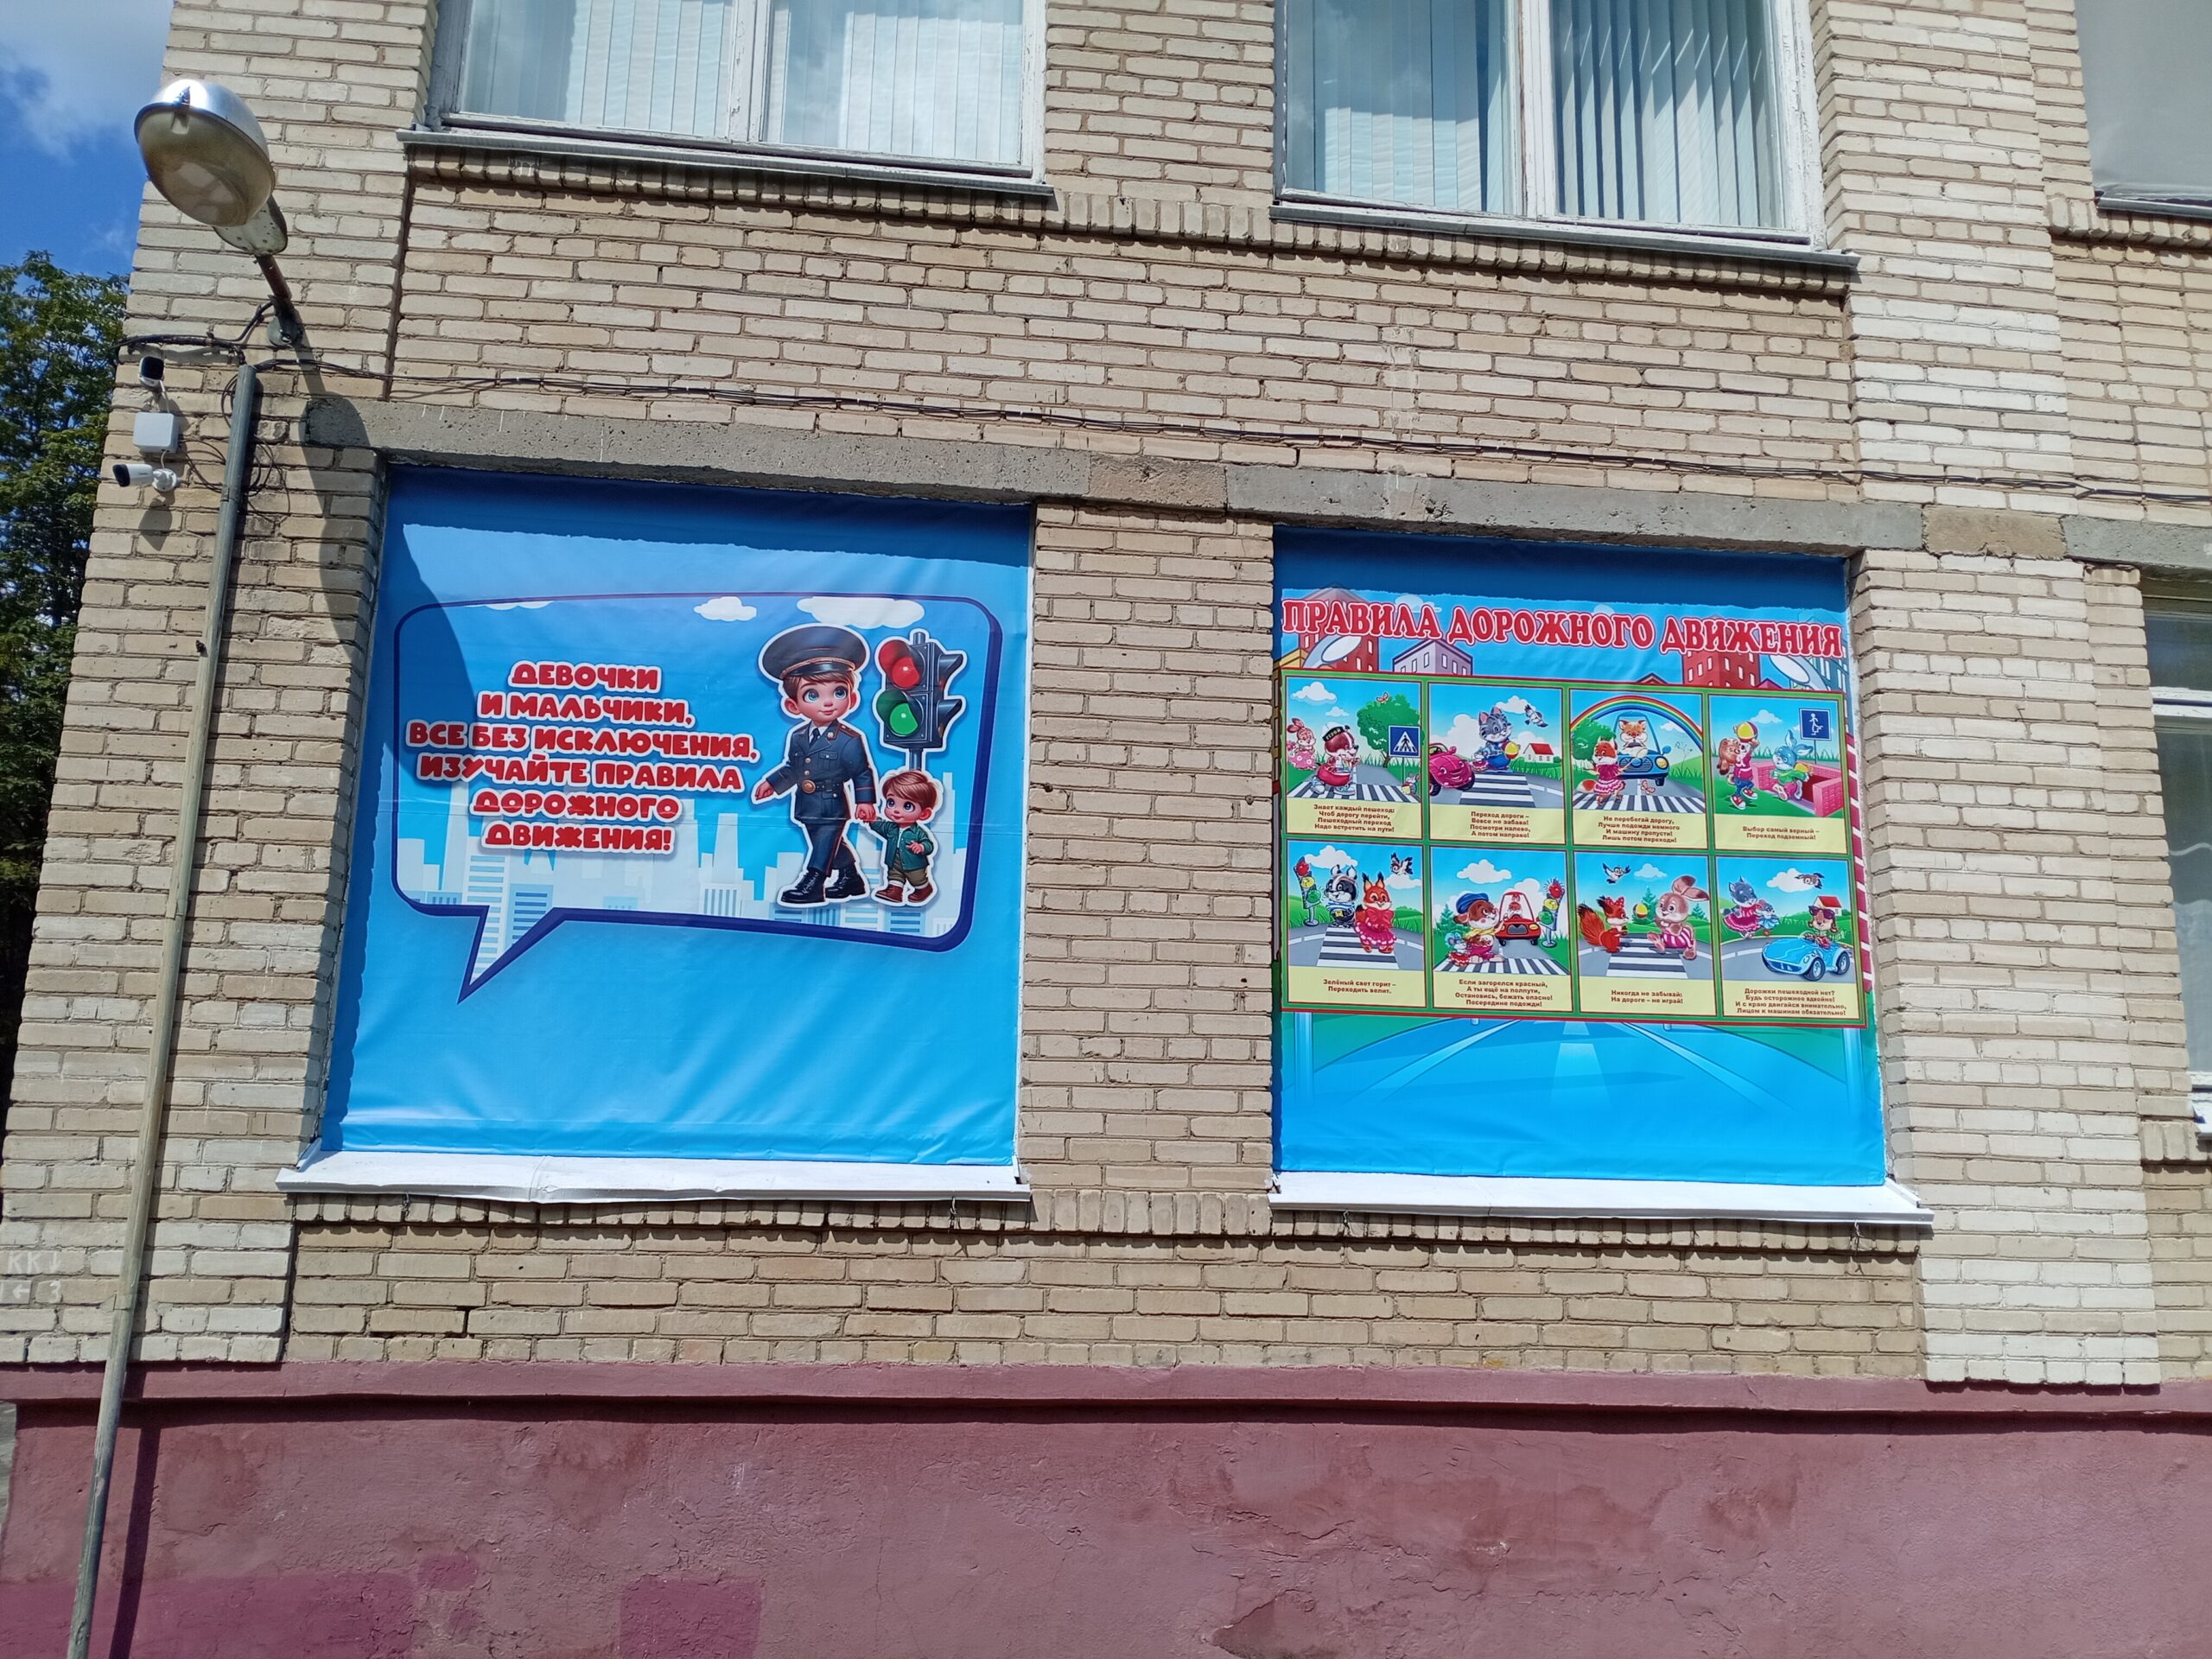 ДЕВОЧКИ
И МАЛЬЧИКИ,
ВСЕ БЕЗ ИСКЛЮЧЕНИЯ,
ИЗУЧАЙТЕ ПРАВИЛА
ДОРОЖНОГО
ДВИЖЕНИЯ!
ПРАВИЛА ДОРОЖНОГО ДВИЖЕНИЯ
Знает каждый пешеход:
Чтоб дорогу перейти,
Пешеходный переход
Надо встретить на пути!
Переход дороги –
Вовсе не забава!
Посмотри налево,
А потом направо!
Не перебегай дорогу,
Лучше подожди немного
И машину пропусти!
Лишь потом переходи!
Выбор самый верный –
Переход подземный!
Зелёный свет горит –
Переходить велит.
Если загорелся красный,
А ты ещё на полпути,
Остановись, бежать опасно!
Посередине подожди!
Никогда не забывай:
На дороге – не играй!
Дорожки пешеходной нет?
Будь осторожнее вдвойне!
И с краю двигайся внимательно,
Лицом к машинам обязательно!